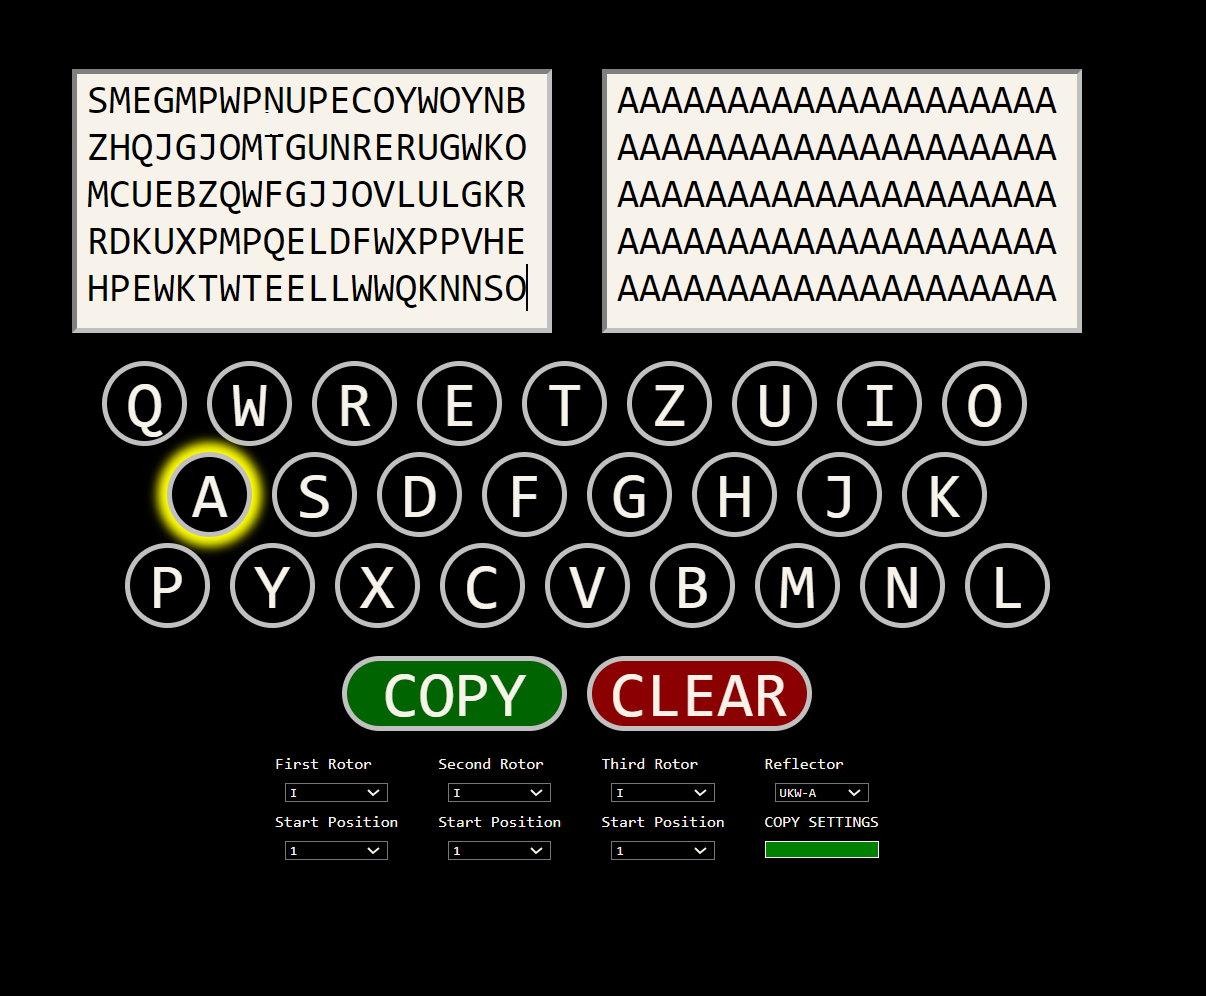 SMEGMPWPNUPECOYWOYNB
ZHQJGJOMTGUNRERUGWKO
MCUEBZQWFGJJOVLULGKR
RDKUXPMPQELDFWXPPVHE
HPEWKTWTEELLWWQKNNSO
AAAAAAAAAAAAAAAAAAAA
AAAAAAAAAAAAAAAAAAAA
AAAAAAAAAAAAAAAAAAAA
AAAAAAAAAAAAAAAAAAAA
AAAAAAAAAAAAAAAAAAAA
Q W R E T Z U I O
A S D F G H J K
P Y X C V B M N L
COPY CLEAR
First Rotor Second Rotor Third Rotor Reflector
I I I UKW-A
Start Position Start Position Start Position COPY SETTINGS
1 1 1